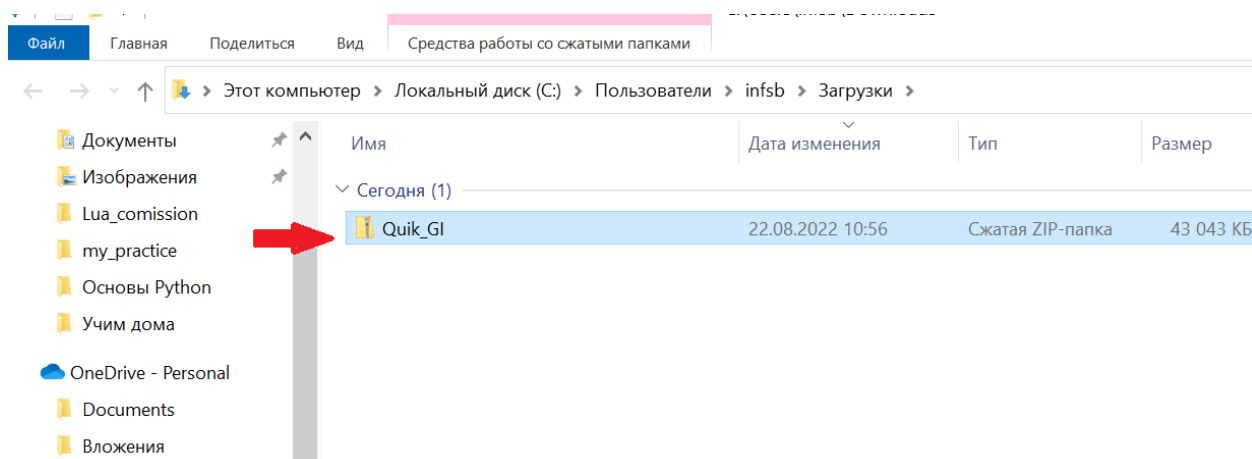 Файл Главная Поделиться Вид Средства работы со сжатыми папками
Этот компьютер > Локальный диск (C:) > Пользователи > infsb > Загрузки >
Документы
Имя Дата изменения Тип Размер
Изображения
Сегодня (1)
Lua_comission
Quik_GI 22.08.2022 10:56 Сжатая ZIP-папка 43 043 КБ
my_practice
Основы Python
Учим дома
OneDrive - Personal
Documents
Вложения